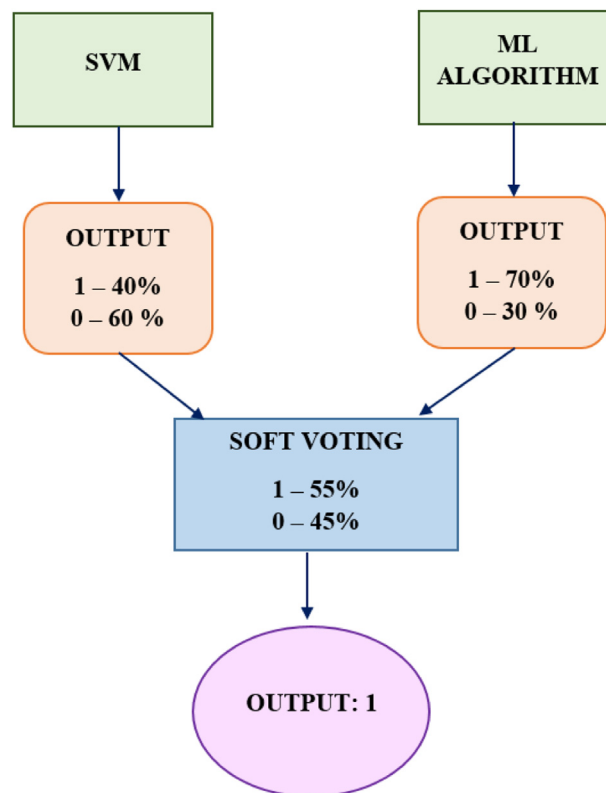 SVM
ML
ALGORITHM
OUTPUT
1 – 40%
0 – 60 %
OUTPUT
1 – 70%
0 – 30 %
SOFT VOTING
1 – 55%
0 – 45%
OUTPUT: 1